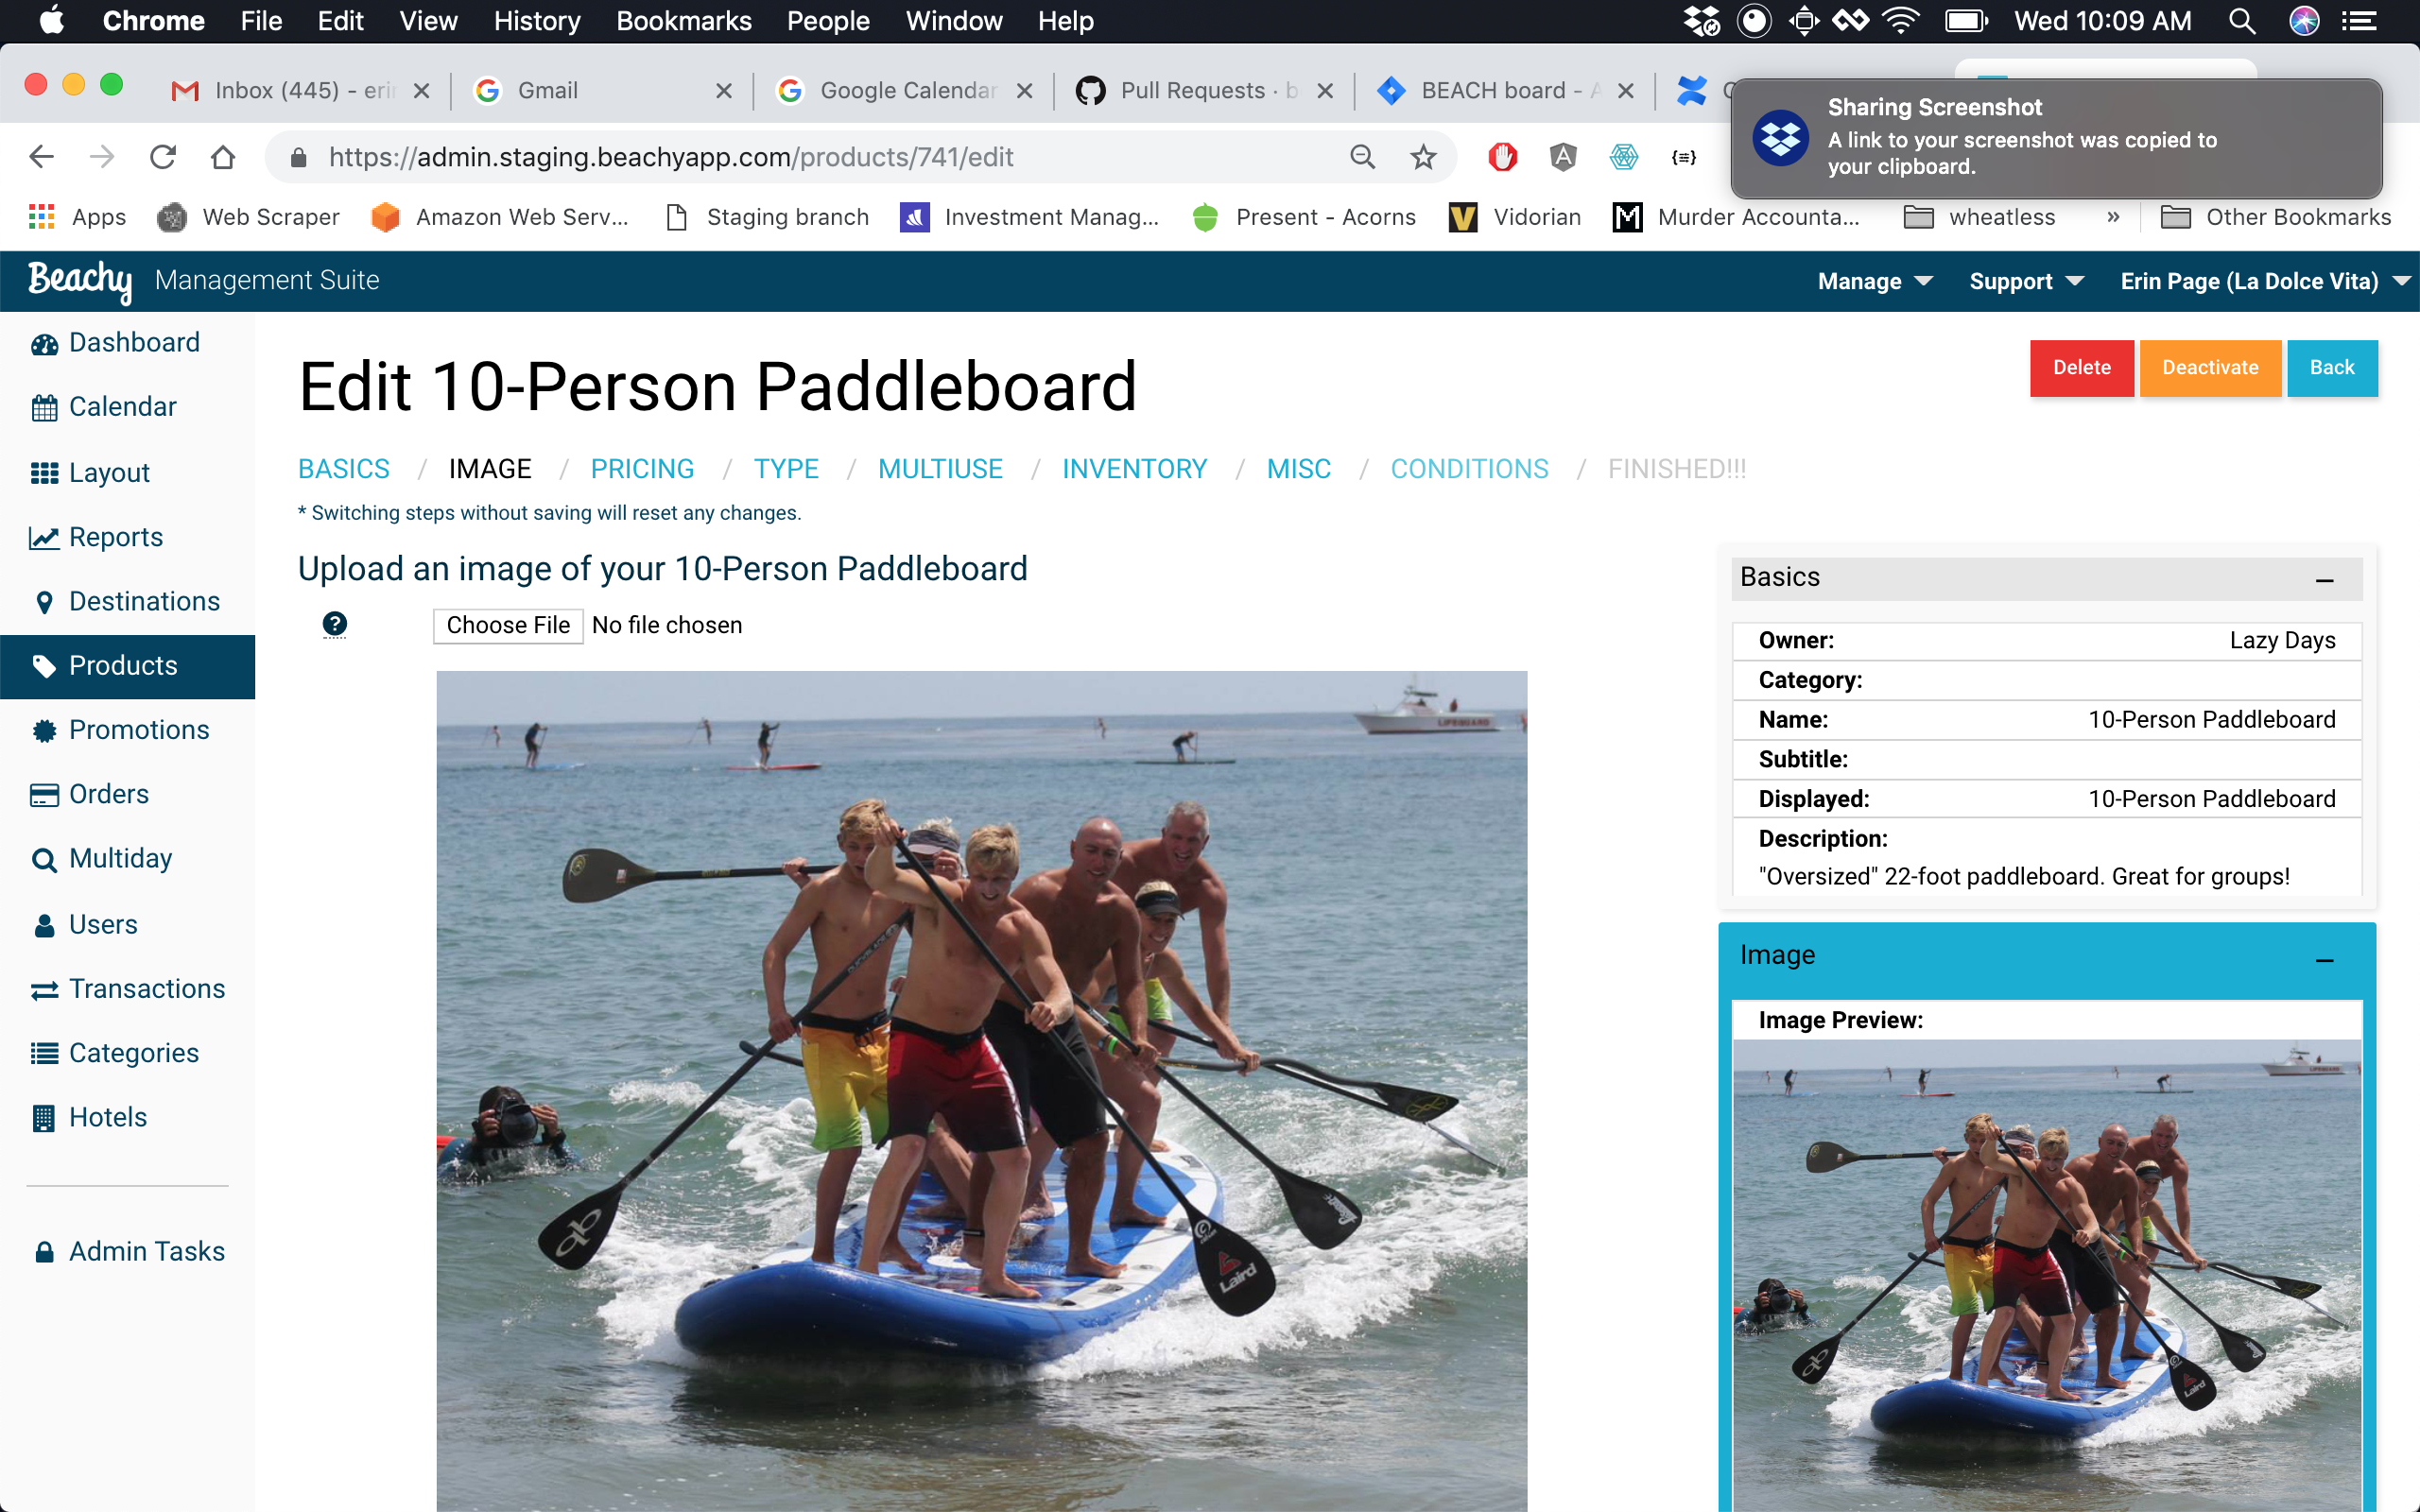 Chrome File Edit View History Bookmarks People Window Help Wed 10:09 AM
Inbox (445) - erin
Gmail
Google Calendar
Pull Requests · b
BEACH board - A
Sharing Screenshot
A link to your screenshot was copied to
your clipboard.
https://admin.staging.beachyapp.com/products/741/edit
Apps Web Scraper Amazon Web Serv... Staging branch Investment Manag... Present - Acorns Vidorian Murder Accounta... wheatless » Other Bookmarks
Beachy Management Suite Manage Support Erin Page (La Dolce Vita)
Dashboard
Calendar
Layout
Reports
Destinations
Products
Promotions
Orders
Multiday
Users
Transactions
Categories
Hotels
Admin Tasks
Edit 10-Person Paddleboard
Delete Deactivate Back
BASICS / IMAGE / PRICING / TYPE / MULTIUSE / INVENTORY / MISC / CONDITIONS / FINISHED!!!
* Switching steps without saving will reset any changes.
Upload an image of your 10-Person Paddleboard
? Choose File No file chosen
LIFEGUARD
Laird
Basics
Owner: Lazy Days
Category:
Name: 10-Person Paddleboard
Subtitle:
Displayed: 10-Person Paddleboard
Description:
"Oversized" 22-foot paddleboard. Great for groups!
Image
Image Preview:
LIFEGUARD
Laird